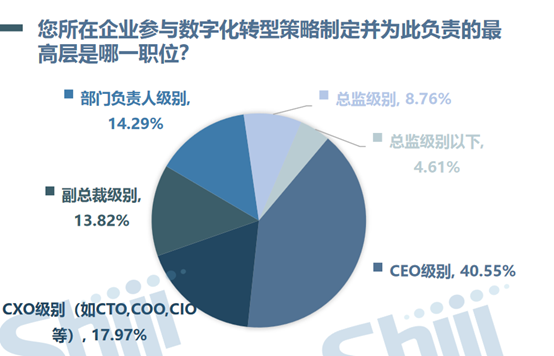 您所在企业参与数字化转型策略制定并为此负责的最
高层是哪一职位？
部门负责人级别,
14.29%
总监级别, 8.76%
总监级别以下,
4.61%
副总裁级别,
13.82%
CEO级别, 40.55%
CXO级别（如CTO,COO,CIO
等）, 17.97%
Shiji
Shiji